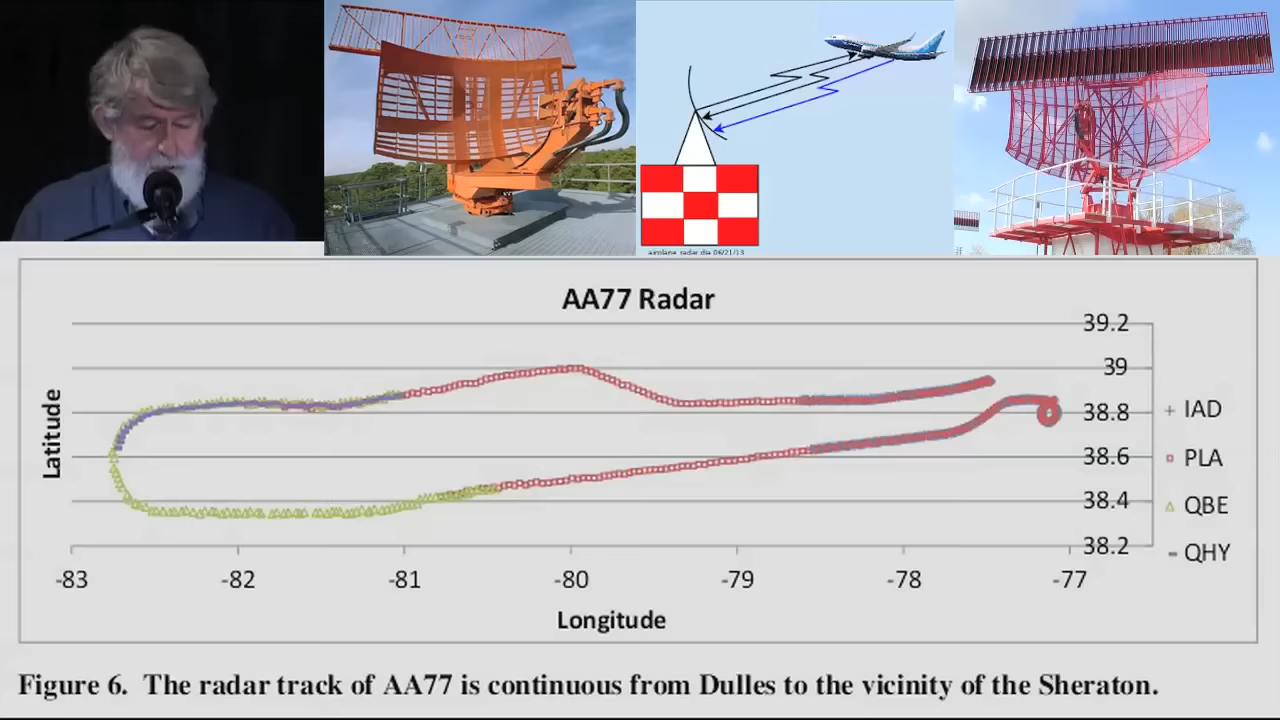 airplane_radar.dia 06/21/13
AA77 Radar
39.2
39
38.8
38.6
38.4
38.2
Latitude
-83
-82
-81
-80
-79
-78
-77
Longitude
IAD
PLA
QBE
QHY
Figure 6. The radar track of AA77 is continuous from Dulles to the vicinity of the Sheraton.